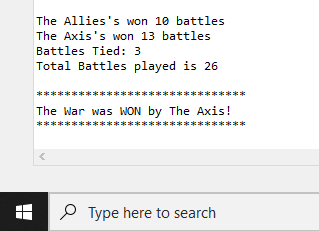 The Allies's won 10 battles
The Axis's won 13 battles
Battles Tied: 3
Total Battles played is 26
******************************
The War was WON by The Axis!
******************************
Type here to search